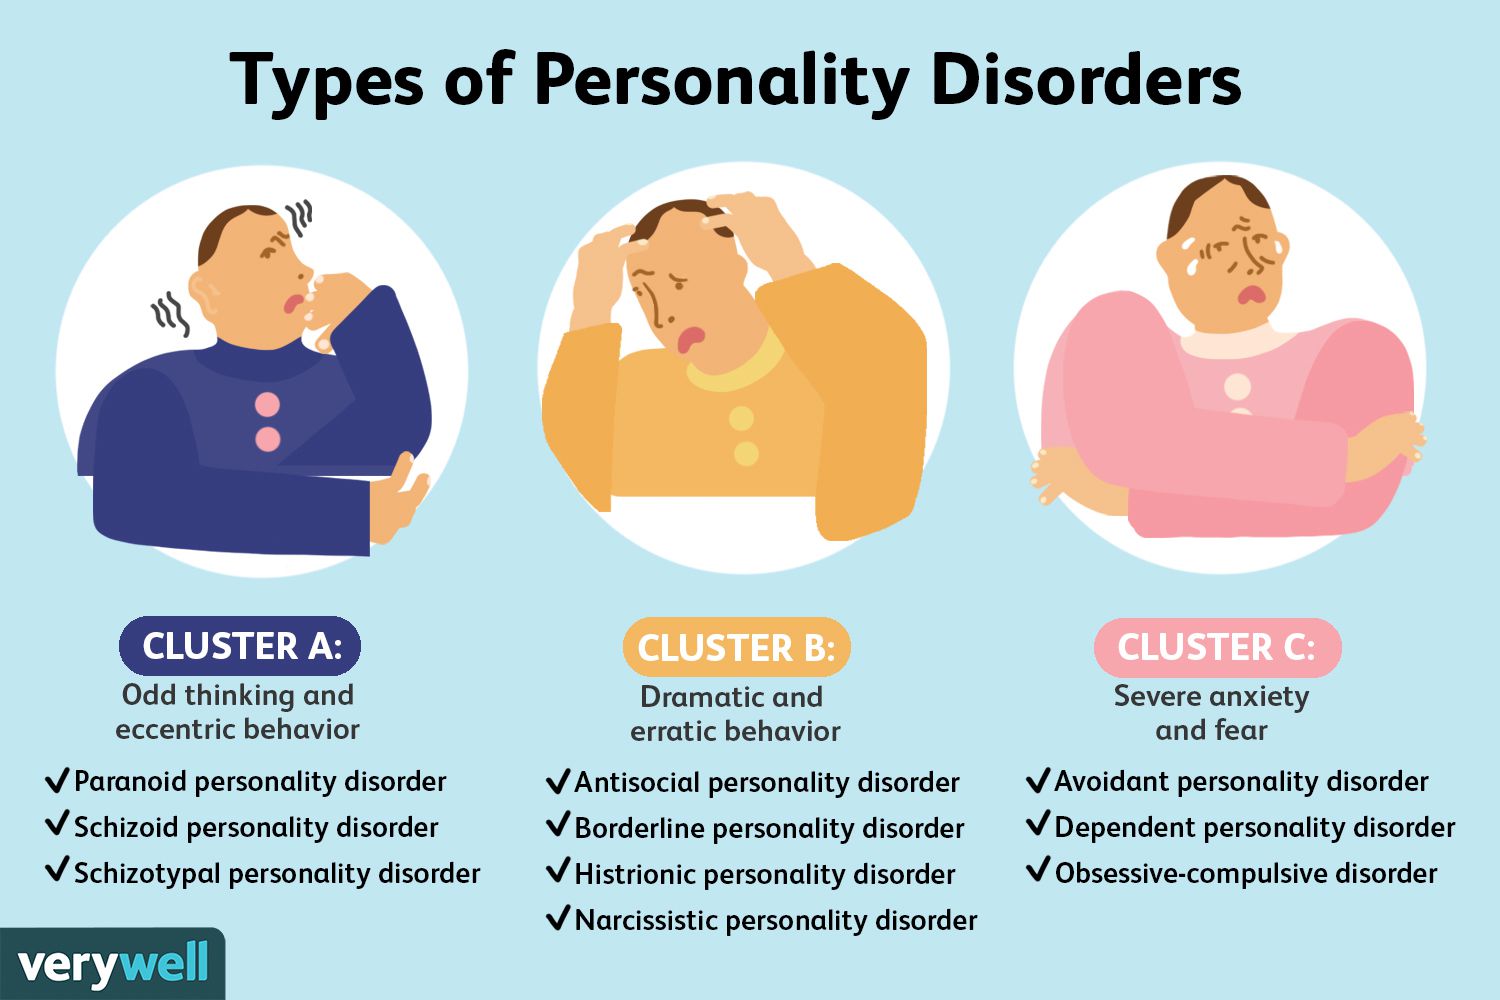 Types of Personality Disorders
CLUSTER A:
Odd thinking and
eccentric behavior
✓Paranoid personality disorder
✓Schizoid personality disorder
✓Schizotypal personality disorder
CLUSTER B:
Dramatic and
erratic behavior
✓Antisocial personality disorder
✓Borderline personality disorder
✓Histrionic personality disorder
✓Narcissistic personality disorder
CLUSTER C:
Severe anxiety
and fear
✓Avoidant personality disorder
✓Dependent personality disorder
✓Obsessive-compulsive disorder
verywell